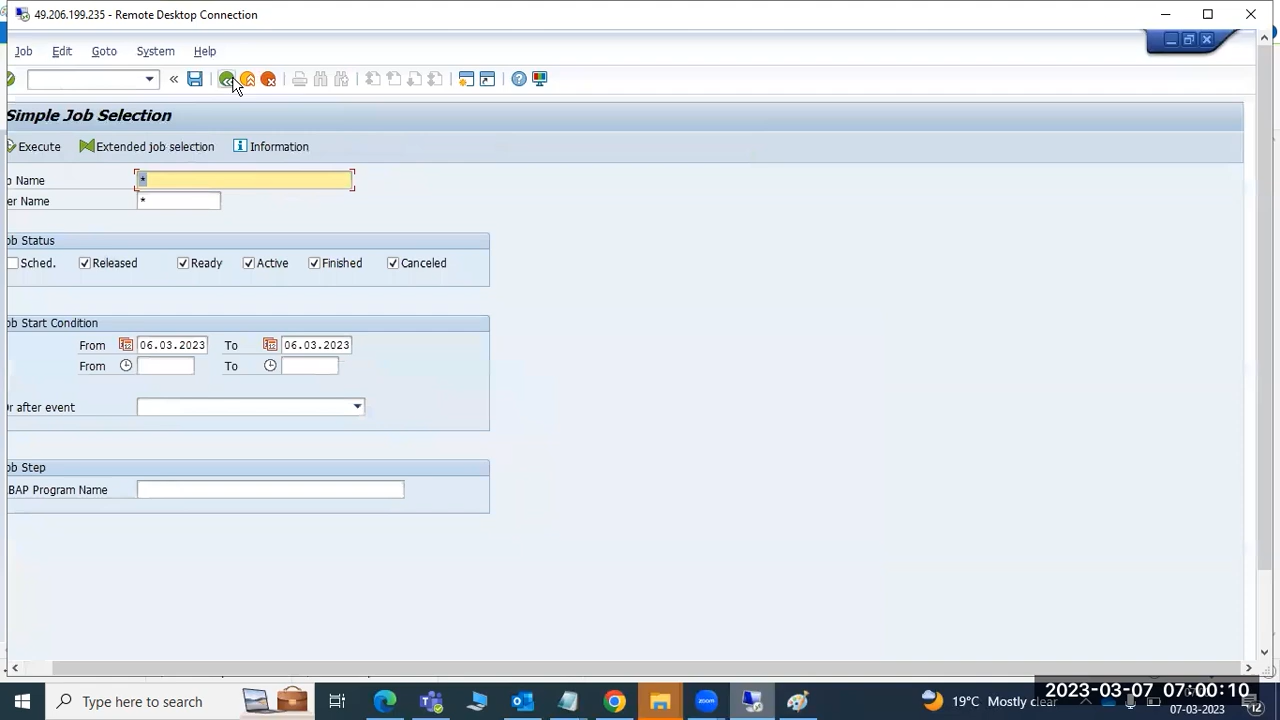 49.206.199.235 - Remote Desktop Connection
Job Edit Goto System Help
Simple Job Selection
Execute Extended job selection Information
b Name *
er Name *
ob Status
Sched. Released Ready Active Finished Canceled
ob Start Condition
From 06.03.2023 To 06.03.2023
From To
Or after event
ob Step
BAP Program Name
Type here to search
zoom
19°C Mostly clear
2023-03-07 07:00:10
07-03-2023
12